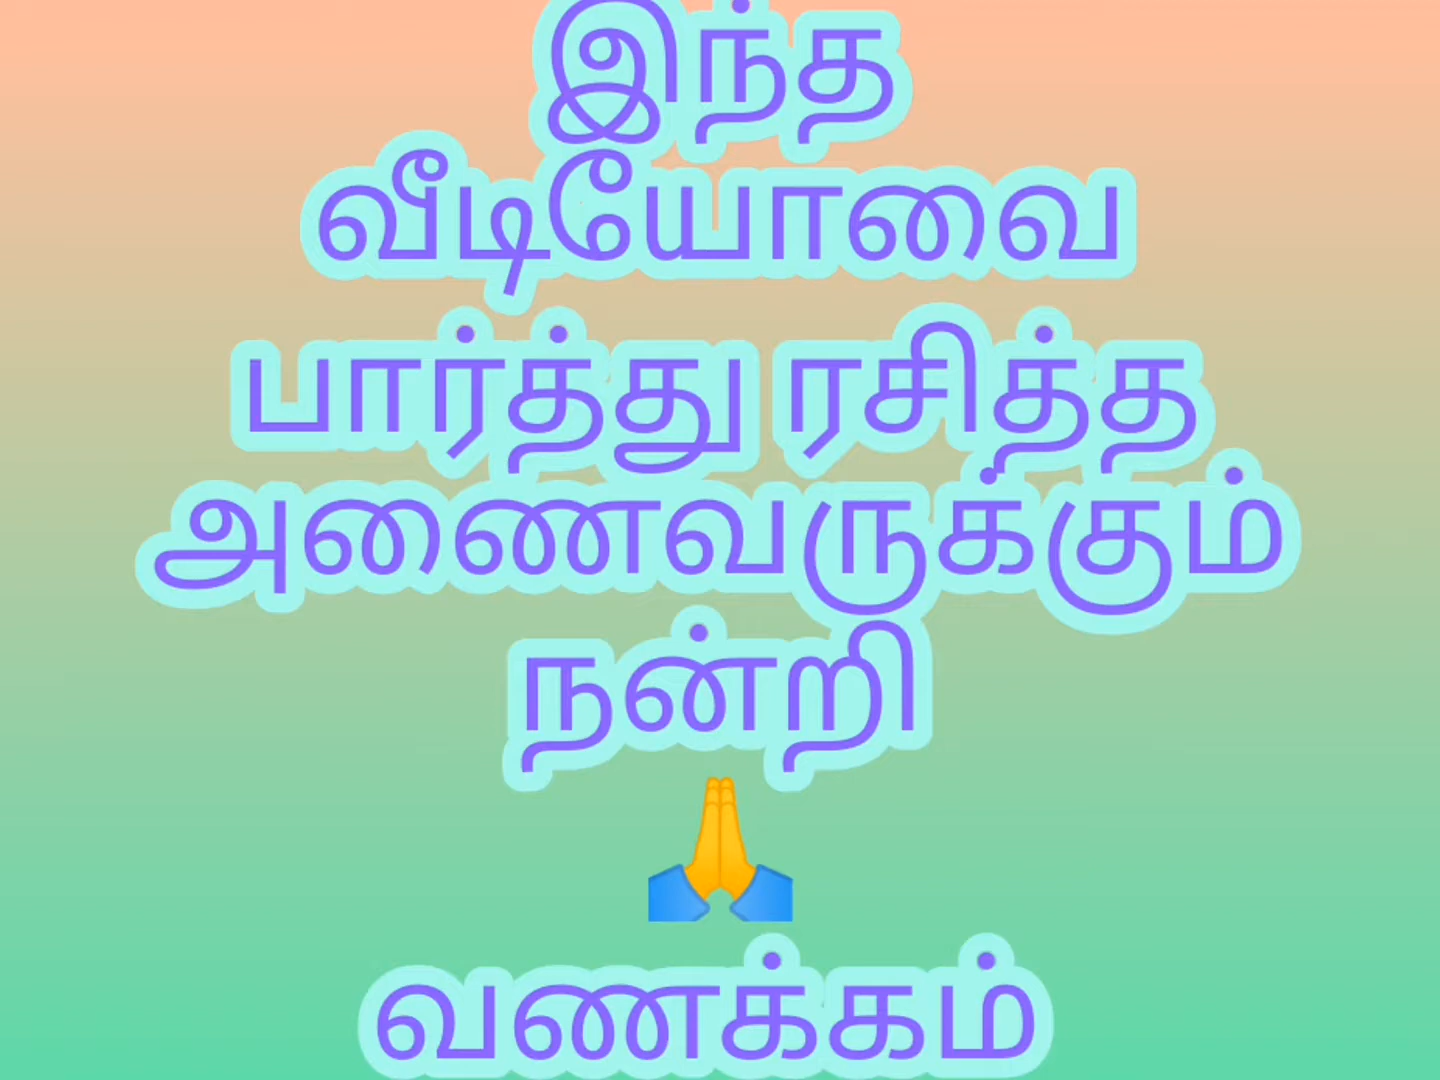 இந்த
வீடியோவை
பார்த்து ரசித்த
அணைவருக்கும்
நன்றி
🙏
வணக்கம்